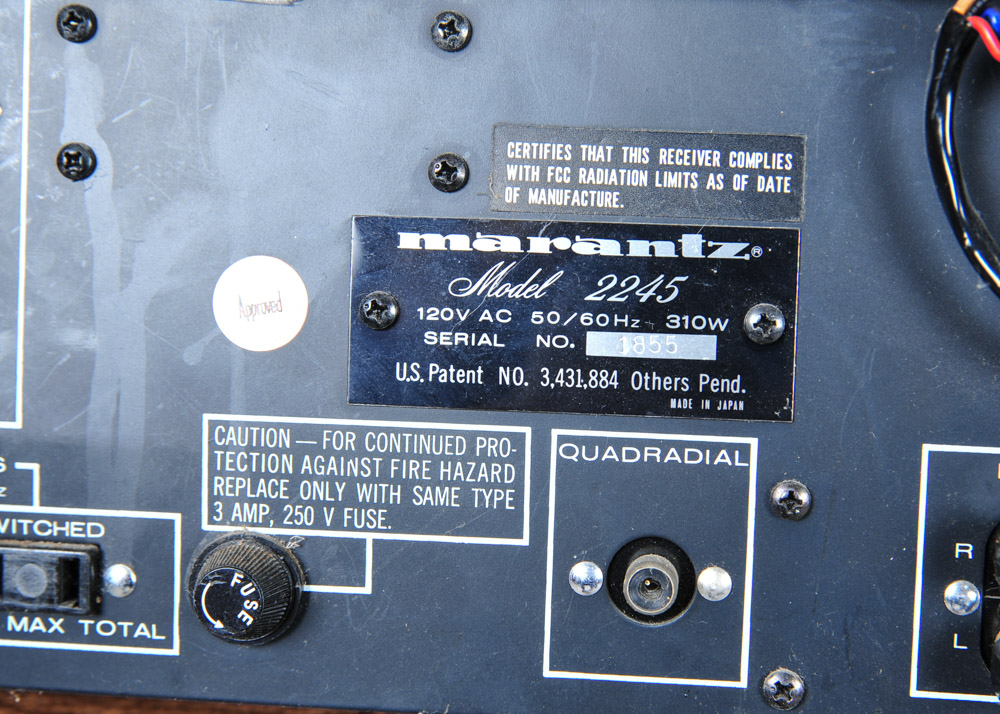 CERTIFIES THAT THIS RECEIVER COMPLIES
WITH FCC RADIATION LIMITS AS OF DATE
OF MANUFACTURE.
marantz®
Model 2245
120V AC 50/60Hz 310W
SERIAL NO. 1855
U.S. Patent NO. 3,431,884 Others Pend.
MADE IN JAPAN
Approved
CAUTION — FOR CONTINUED PRO-
TECTION AGAINST FIRE HAZARD
REPLACE ONLY WITH SAME TYPE
3 AMP, 250 V FUSE.
QUADRADIAL
FUSE
MAX TOTAL
R
L